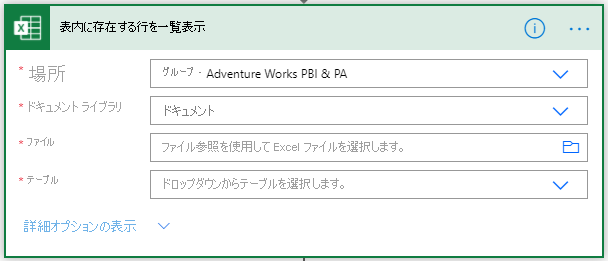 表内に存在する行を一覧表示
* 場所 グループ - Adventure Works PBI & PA
* ドキュメント ライブラリ ドキュメント
* ファイル ファイル参照を使用して Excel ファイルを選択します。
* テーブル ドロップダウンからテーブルを選択します。
詳細オプションの表示